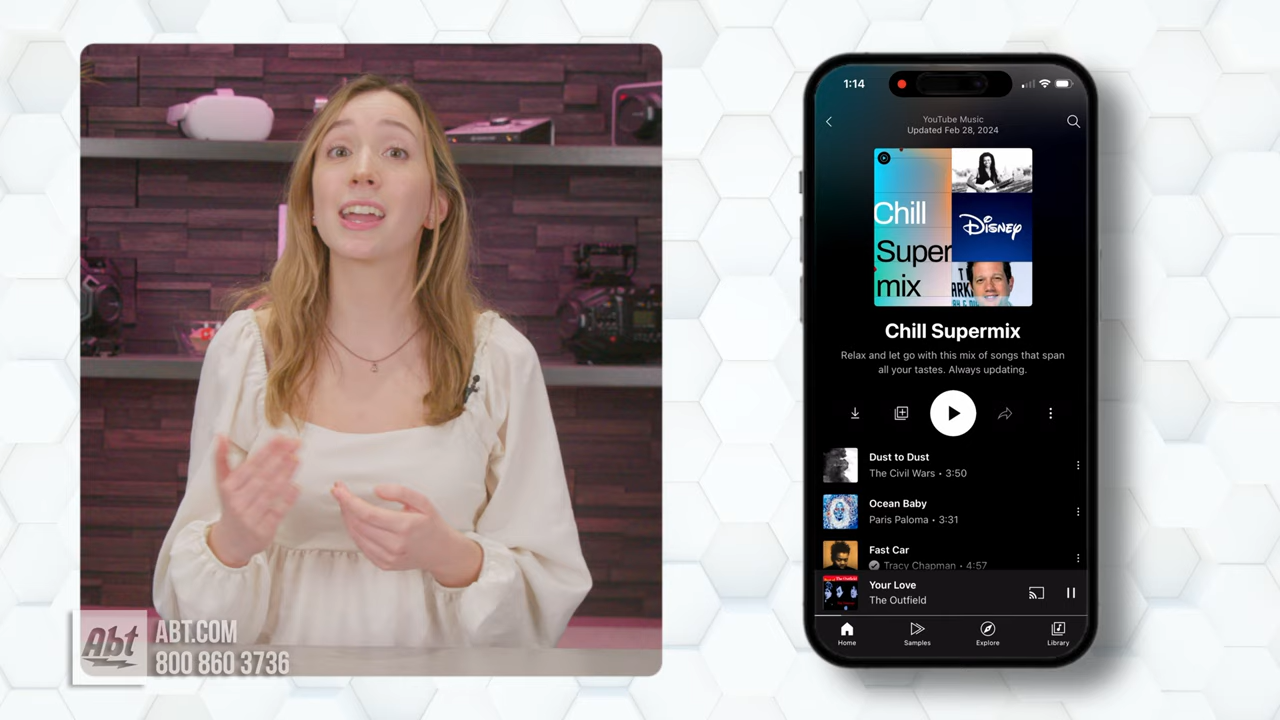 Abt
ABT.COM
800 860 3736
1:14
YouTube Music
Updated Feb 28, 2024
Chill
Super
mix
Disney
Chill Supermix
Relax and let go with this mix of songs that span
all your tastes. Always updating.
Dust to Dust
The Civil Wars • 3:50
Ocean Baby
Paris Paloma • 3:31
Fast Car
Tracy Chapman • 4:57
Your Love
The Outfield
Home
Samples
Explore
Library